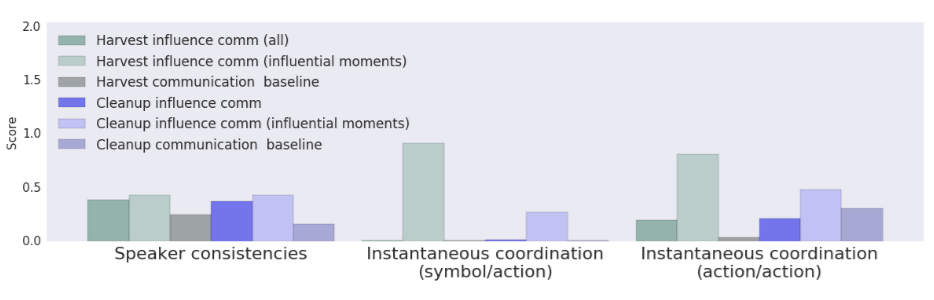 2.0
1.5
1.0
0.5
0.0
Score
Harvest influence comm (all)
Harvest influence comm (influential moments)
Harvest communication  baseline
Cleanup influence comm
Cleanup influence comm (influential moments)
Cleanup communication  baseline
Speaker consistencies
Instantaneous coordination
(symbol/action)
Instantaneous coordination
(action/action)